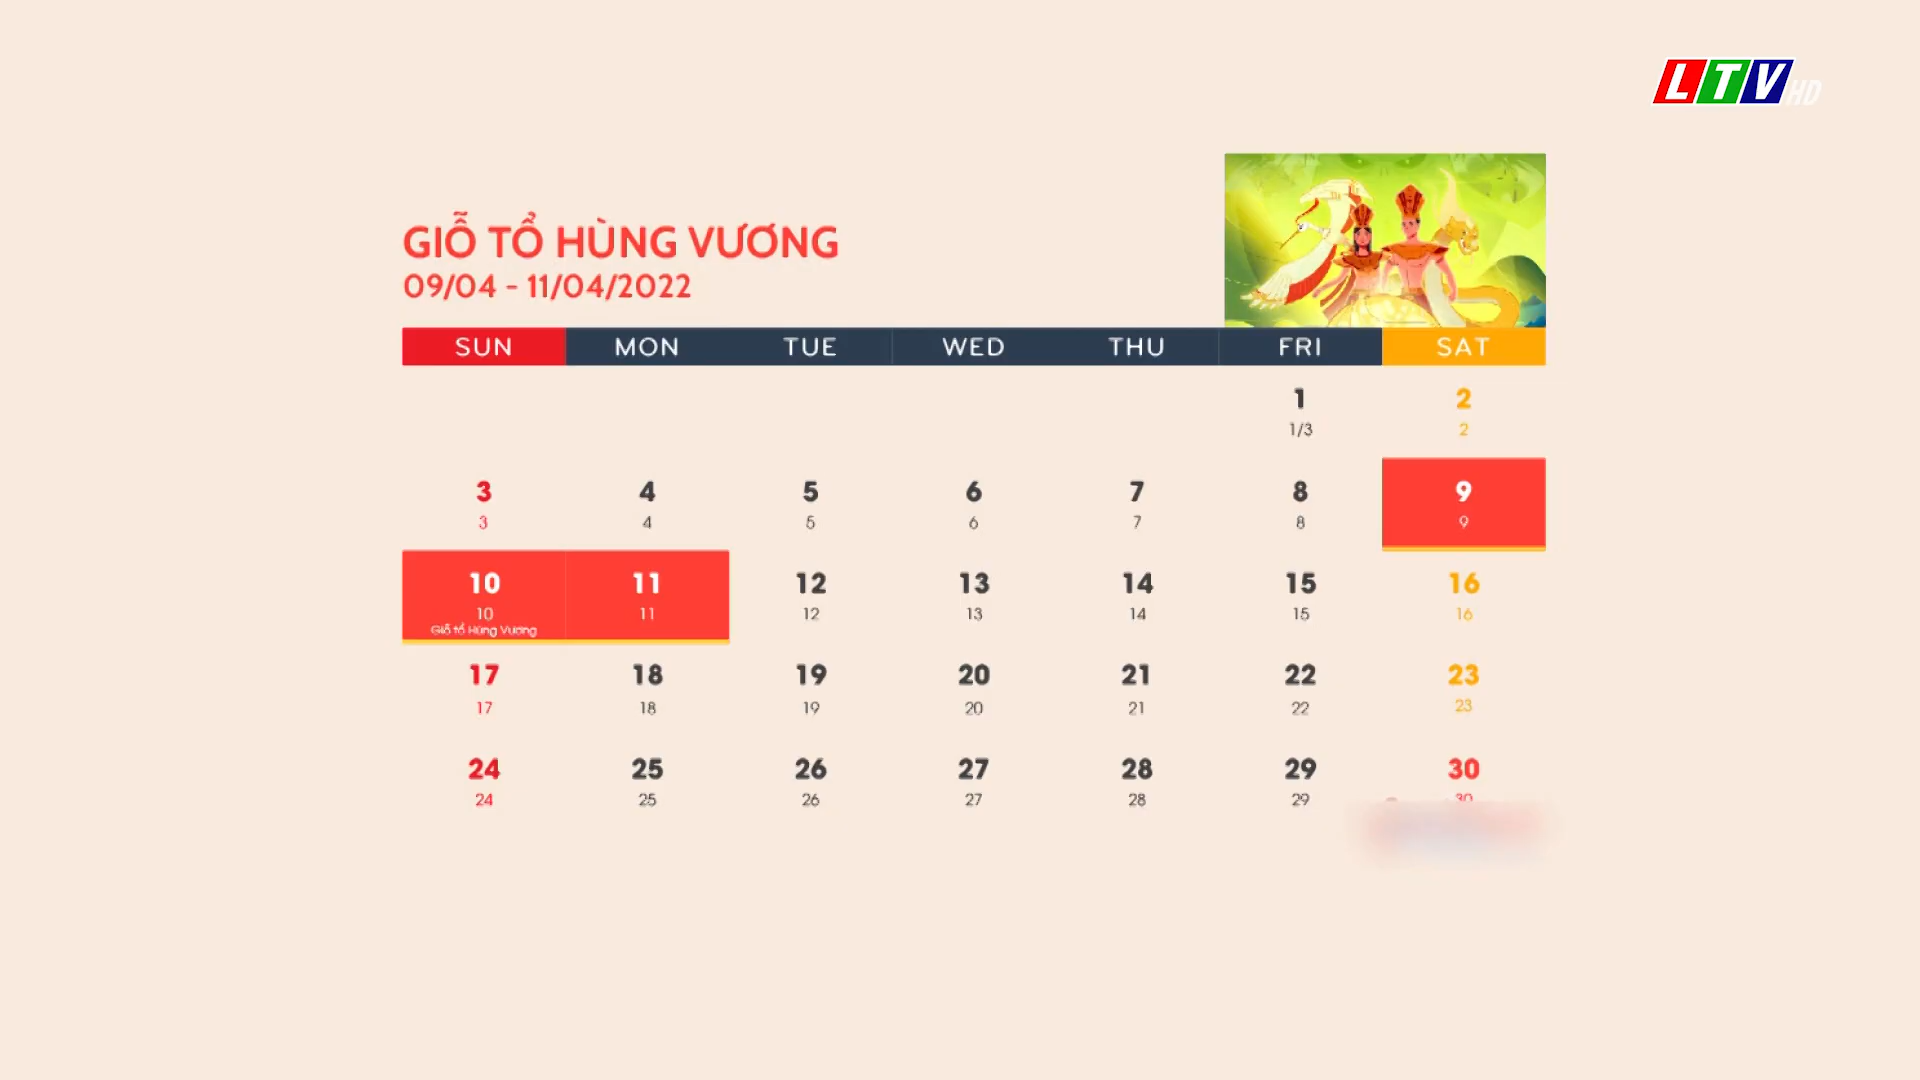 LTV HD
GIỖ TỔ HÙNG VƯƠNG
09/04 - 11/04/2022
SUN MON TUE WED THU FRI SAT
1 2
1/3 2
3 4 5 6 7 8 9
3 4 5 6 7 8 9
10 11 12 13 14 15 16
10 11 12 13 14 15 16
Giỗ tổ Hùng Vương
17 18 19 20 21 22 23
17 18 19 20 21 22 23
24 25 26 27 28 29 30
24 25 26 27 28 29 30